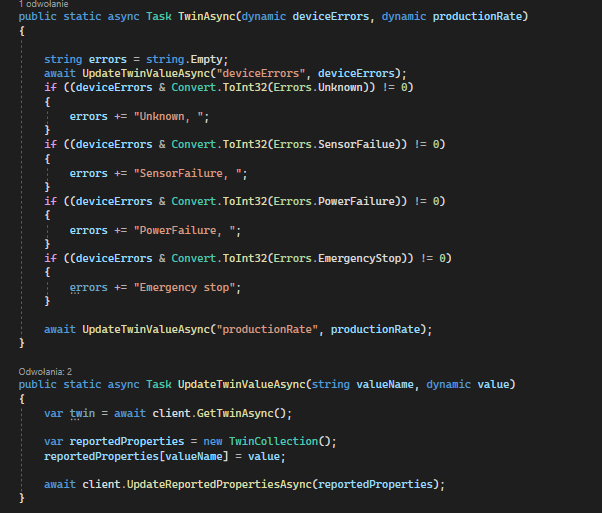 1 odwołanie
public static async Task TwinAsync(dynamic deviceErrors, dynamic productionRate)
{
string errors = string.Empty;
await UpdateTwinValueAsync("deviceErrors", deviceErrors);
if ((deviceErrors & Convert.ToInt32(Errors.Unknown)) != 0)
{
errors += "Unknown, ";
}
if ((deviceErrors & Convert.ToInt32(Errors.SensorFailue)) != 0)
{
errors += "SensorFailure, ";
}
if ((deviceErrors & Convert.ToInt32(Errors.PowerFailure)) != 0)
{
errors += "PowerFailure, ";
}
if ((deviceErrors & Convert.ToInt32(Errors.EmergencyStop)) != 0)
{
errors += "Emergency stop";
}
await UpdateTwinValueAsync("productionRate", productionRate);
}
Odwołania: 2
public static async Task UpdateTwinValueAsync(string valueName, dynamic value)
{
var twin = await client.GetTwinAsync();
var reportedProperties = new TwinCollection();
reportedProperties[valueName] = value;
await client.UpdateReportedPropertiesAsync(reportedProperties);
}